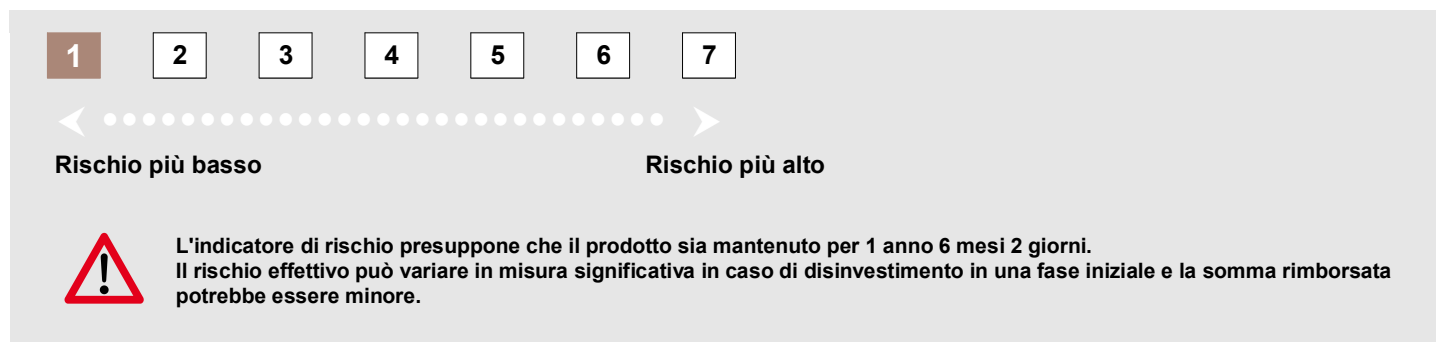 1 2 3 4 5 6 7
Rischio più basso Rischio più alto
L'indicatore di rischio presuppone che il prodotto sia mantenuto per 1 anno 6 mesi 2 giorni.
Il rischio effettivo può variare in misura significativa in caso di disinvestimento in una fase iniziale e la somma rimborsata
potrebbe essere minore.